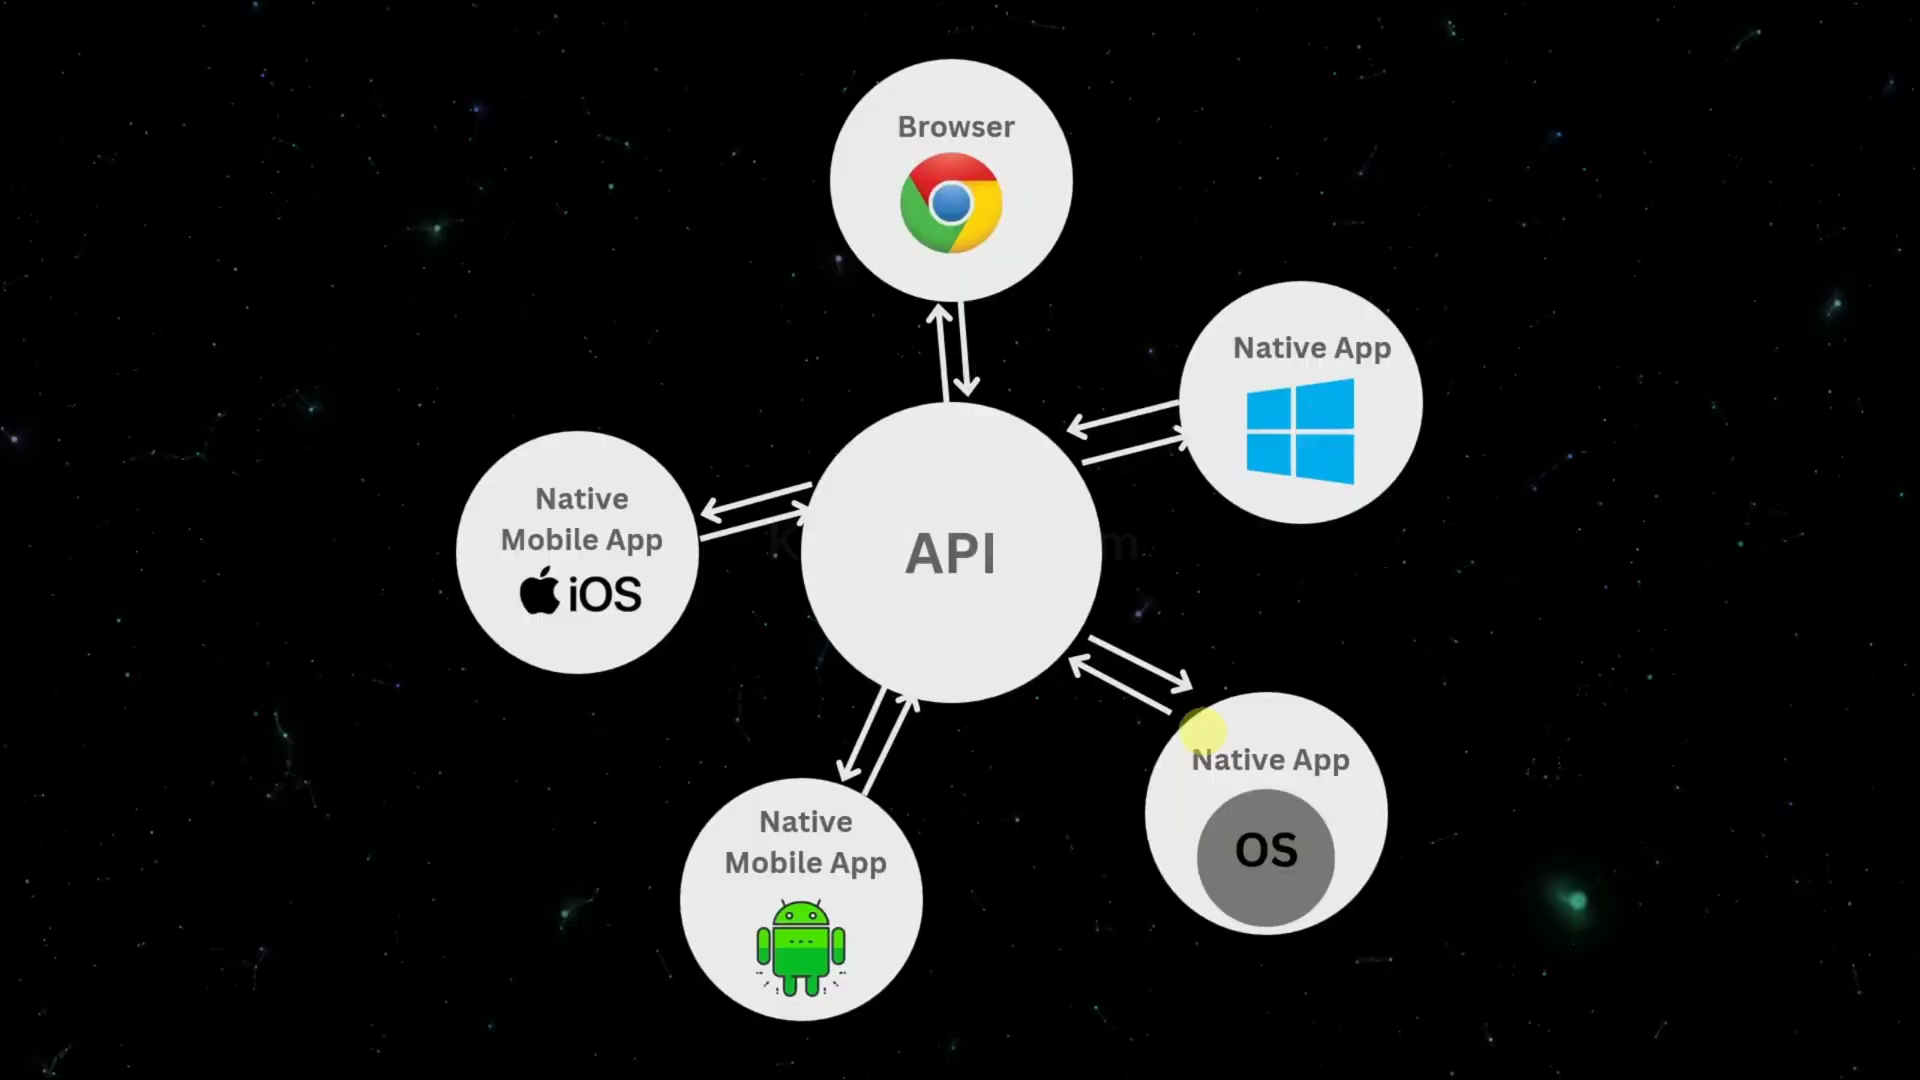 Browser
Native App
Native
Mobile App
iOS
API
Native App
OS
Native
Mobile App